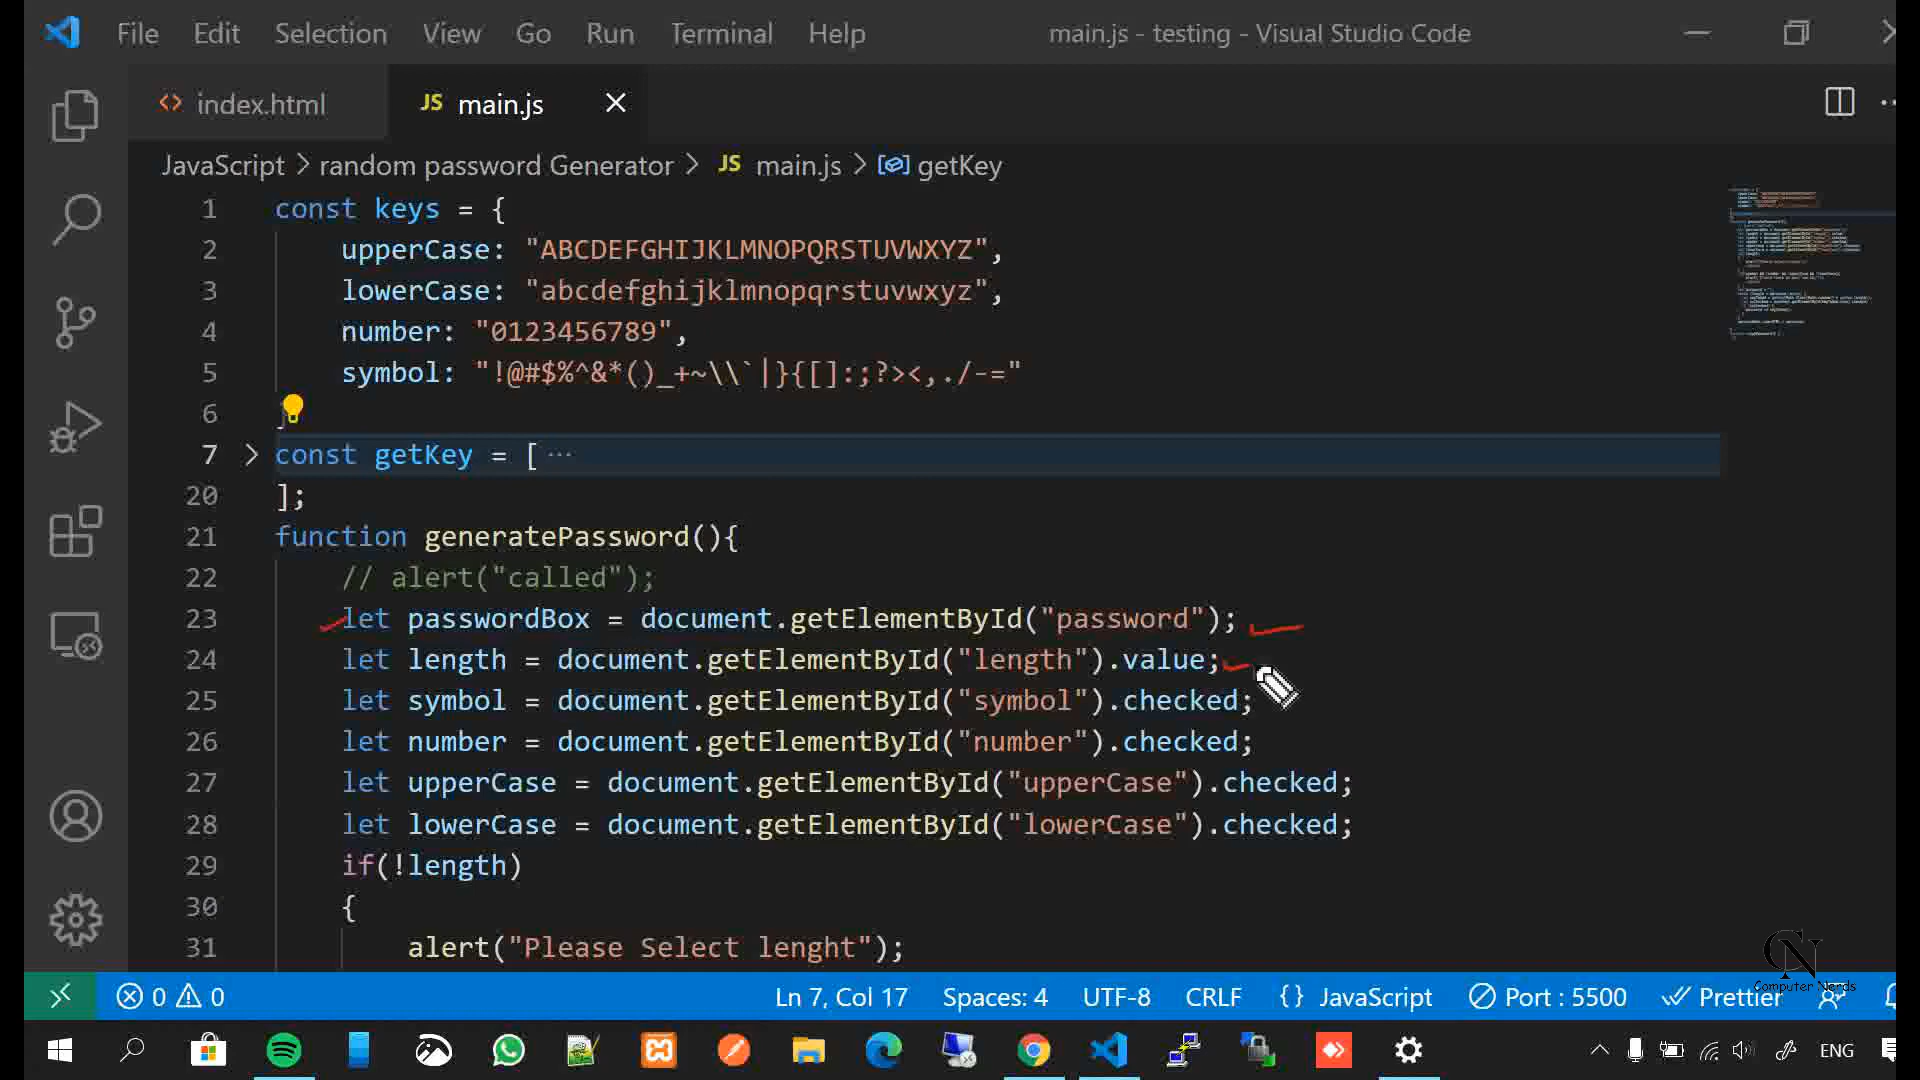 File Edit Selection View Go Run Terminal Help main.js - testing - Visual Studio Code
index.html JS main.js
JavaScript > random password Generator > JS main.js > getKey
1 const keys = {
2 upperCase: "ABCDEFGHIJKLMNOPQRSTUVWXYZ",
3 lowerCase: "abcdefghijklmnopqrstuvwxyz",
4 number: "0123456789",
5 symbol: "!@#$%^&*()_+~\\`|}{[]:;?><,./-="
6 }
7 const getKey = [ ···
20 ];
21 function generatePassword(){
22 // alert("called");
23 let passwordBox = document.getElementById("password");
24 let length = document.getElementById("length").value;
25 let symbol = document.getElementById("symbol").checked;
26 let number = document.getElementById("number").checked;
27 let upperCase = document.getElementById("upperCase").checked;
28 let lowerCase = document.getElementById("lowerCase").checked;
29 if(!length)
30 {
31 alert("Please Select lenght");
0 0 Ln 7, Col 17 Spaces: 4 UTF-8 CRLF {} JavaScript Port : 5500 Prettier
CN
Computer Nerds
ENG